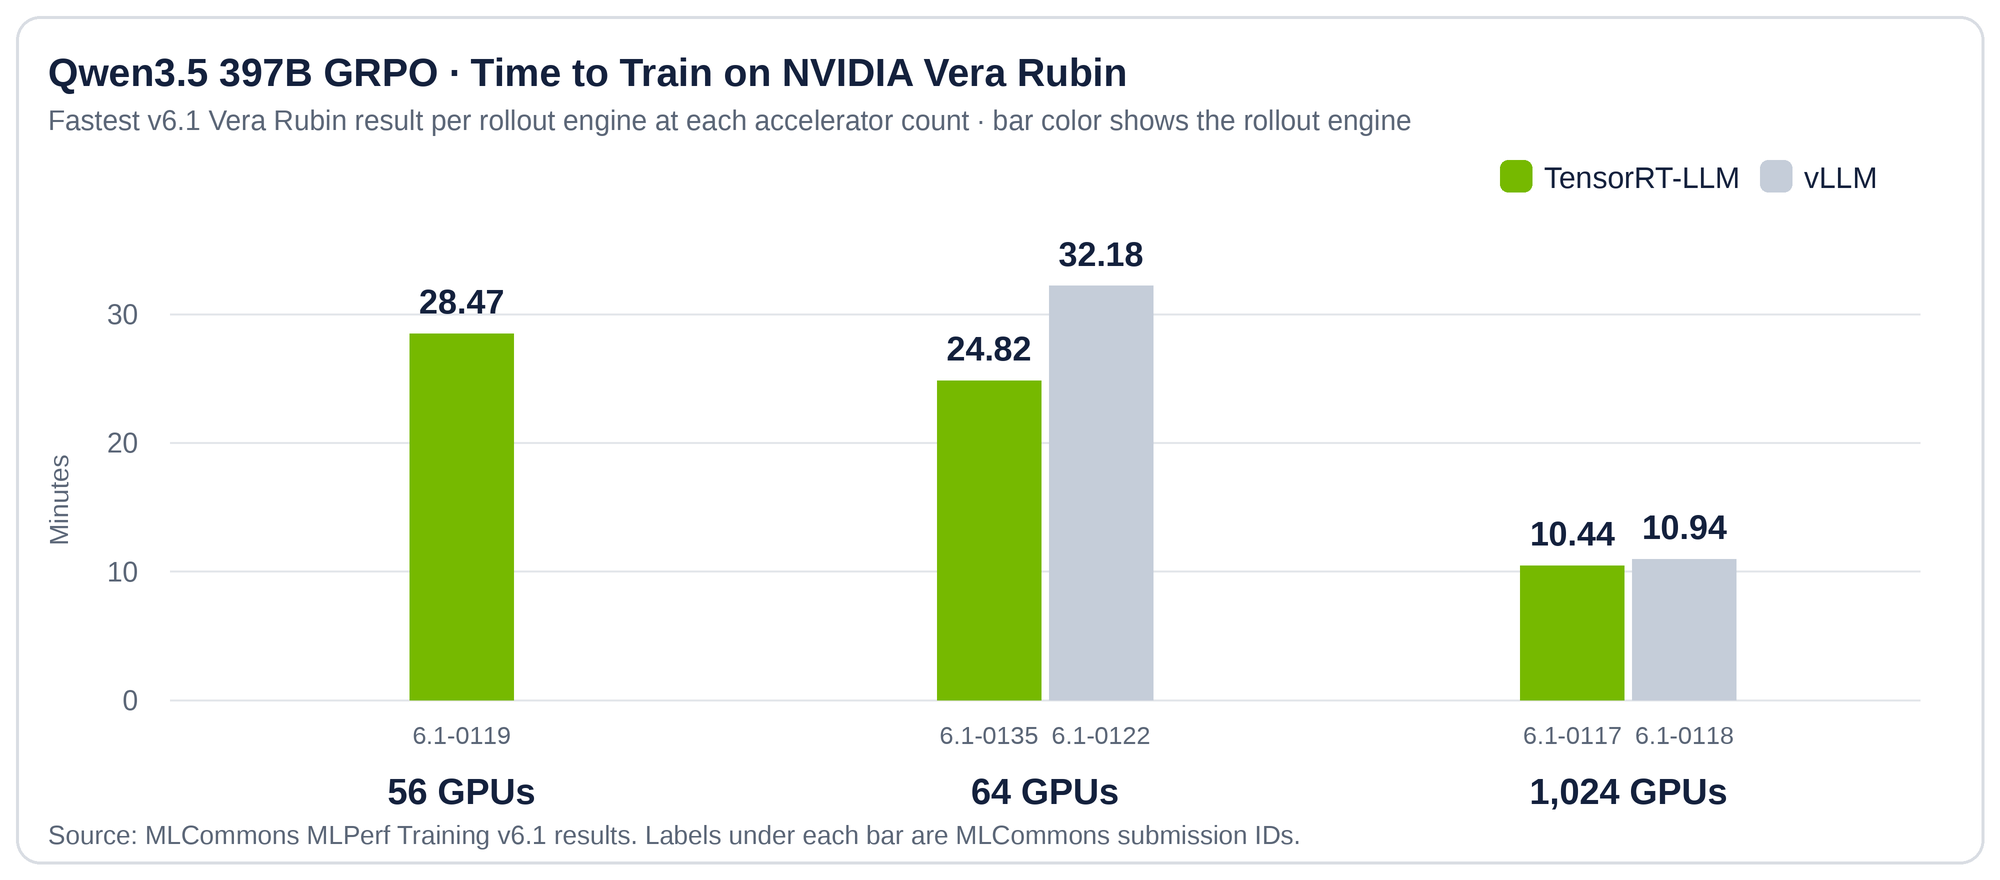 Qwen3.5 397B GRPO · Time to Train on NVIDIA Vera Rubin
Fastest v6.1 Vera Rubin result per rollout engine at each accelerator count · bar color shows the rollout engine
TensorRT-LLM vLLM
32.18
28.47
30
24.82
20
Minutes
10.44 10.94
10
0
6.1-0119 6.1-0135 6.1-0122 6.1-0117 6.1-0118
56 GPUs 64 GPUs 1,024 GPUs
Source: MLCommons MLPerf Training v6.1 results. Labels under each bar are MLCommons submission IDs.